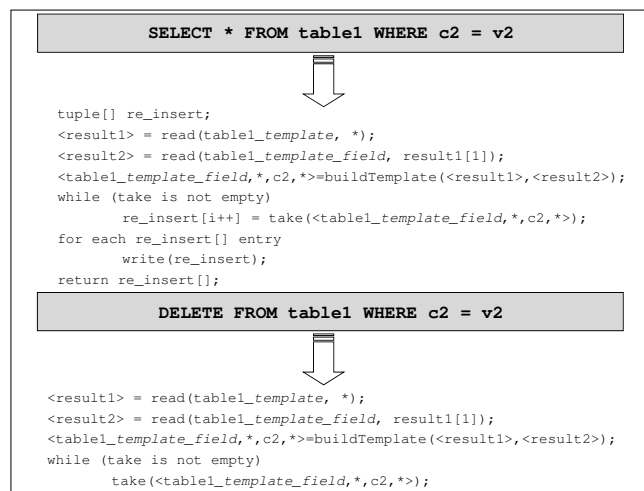 SELECT * FROM table1 WHERE c2 = v2
tuple[] re_insert;
<result1> = read(table1_template, *);
<result2> = read(table1_template_field, result1[1]);
<table1_template_field,*,c2,*>=buildTemplate(<result1>,<result2>);
while (take is not empty)
re_insert[i++] = take(<table1_template_field,*,c2,*>);
for each re_insert[] entry
write(re_insert);
return re_insert[];
DELETE FROM table1 WHERE c2 = v2
<result1> = read(table1_template, *);
<result2> = read(table1_template_field, result1[1]);
<table1_template_field,*,c2,*>=buildTemplate(<result1>,<result2>);
while (take is not empty)
take(<table1_template_field,*,c2,*>);